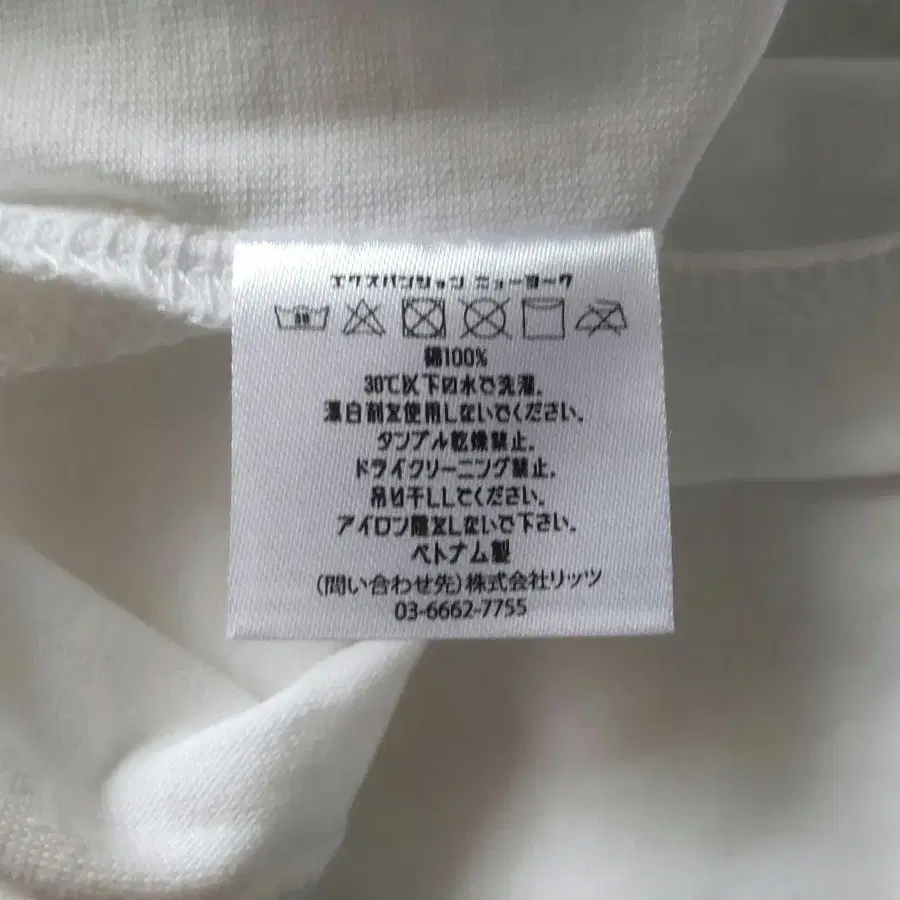 エクスパンション ニューヨーク
30
綿100%
30℃以下の水で洗濯.
漂白剤を使用しないでください.
タンブル乾燥禁止.
ドライクリーニング禁止.
吊り干ししてください.
アイロン掛をしないで下さい.
ベトナム製
(問い合わせ先)株式会社リッツ
03-6662-7755